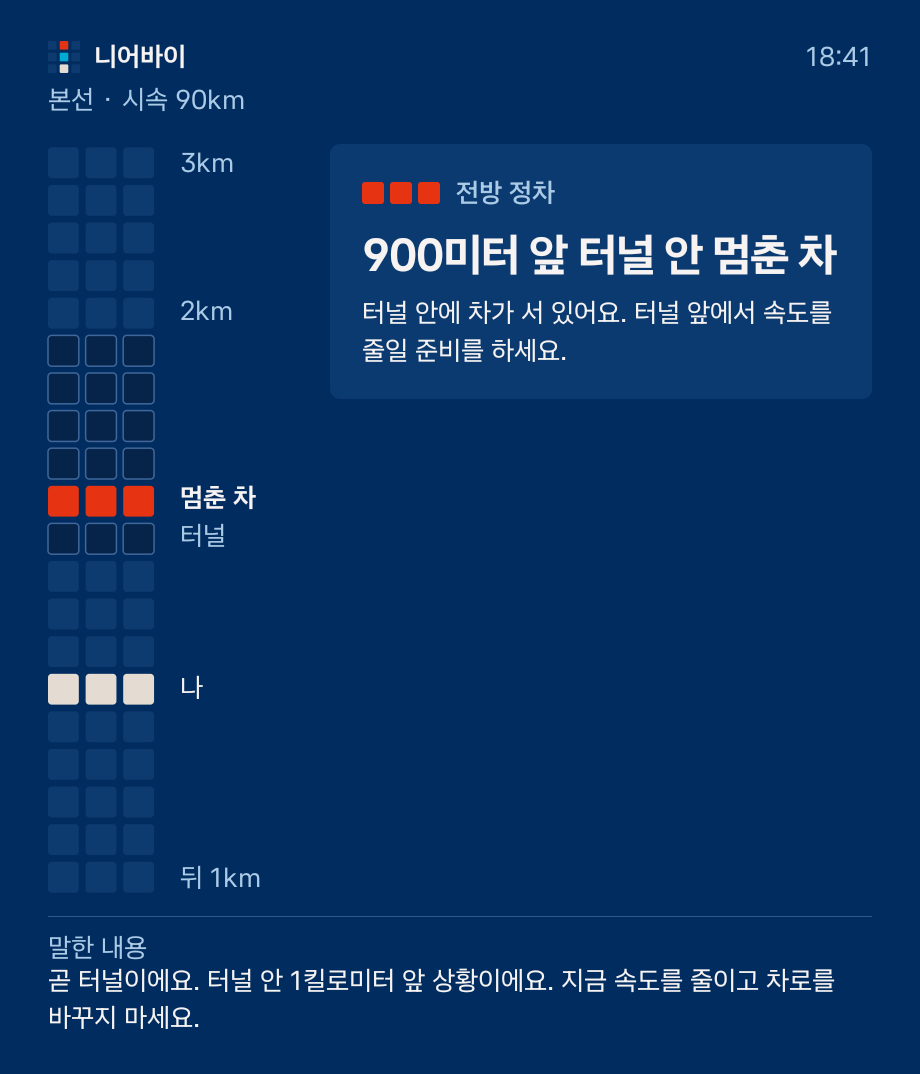 니어바이
18:41
본선 · 시속 90km
3km
전방 정차
900미터 앞 터널 안 멈춘 차
터널 안에 차가 서 있어요. 터널 앞에서 속도를
줄일 준비를 하세요.
2km
멈춘 차
터널
나
뒤 1km
말한 내용
곧 터널이에요. 터널 안 1킬로미터 앞 상황이에요. 지금 속도를 줄이고 차로를
바꾸지 마세요.